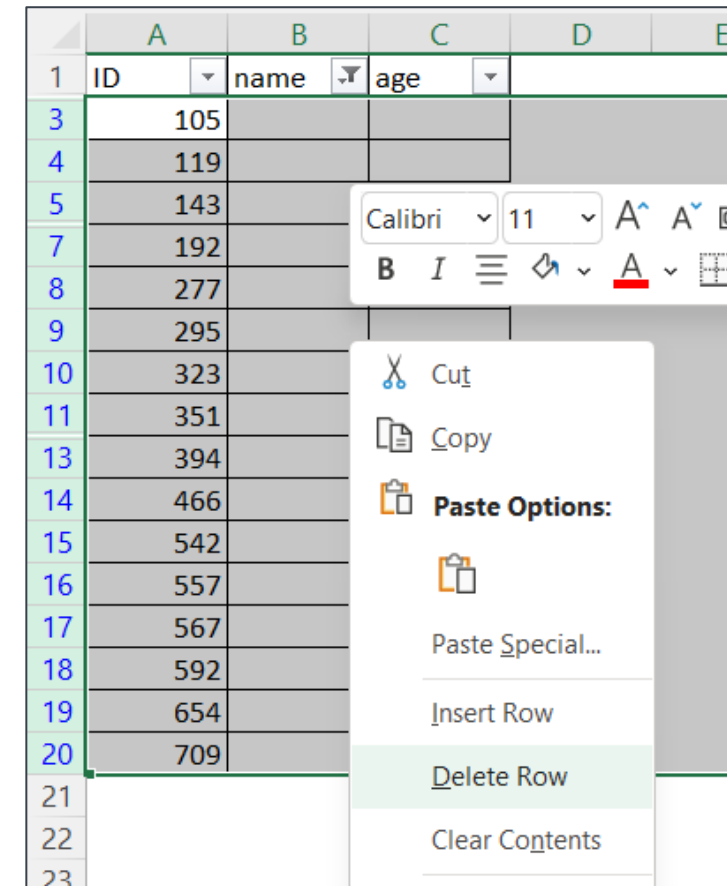 A B C D E
1 ID name age
3 105
4 119
5 143
Calibri 11 A A
7 192
B I A
8 277
9 295
10 323
Cut
11 351
Copy
13 394
14 466
Paste Options:
15 542
16 557
17 567
Paste Special...
18 592
19 654
Insert Row
20 709
Delete Row
21
22
Clear Contents
23